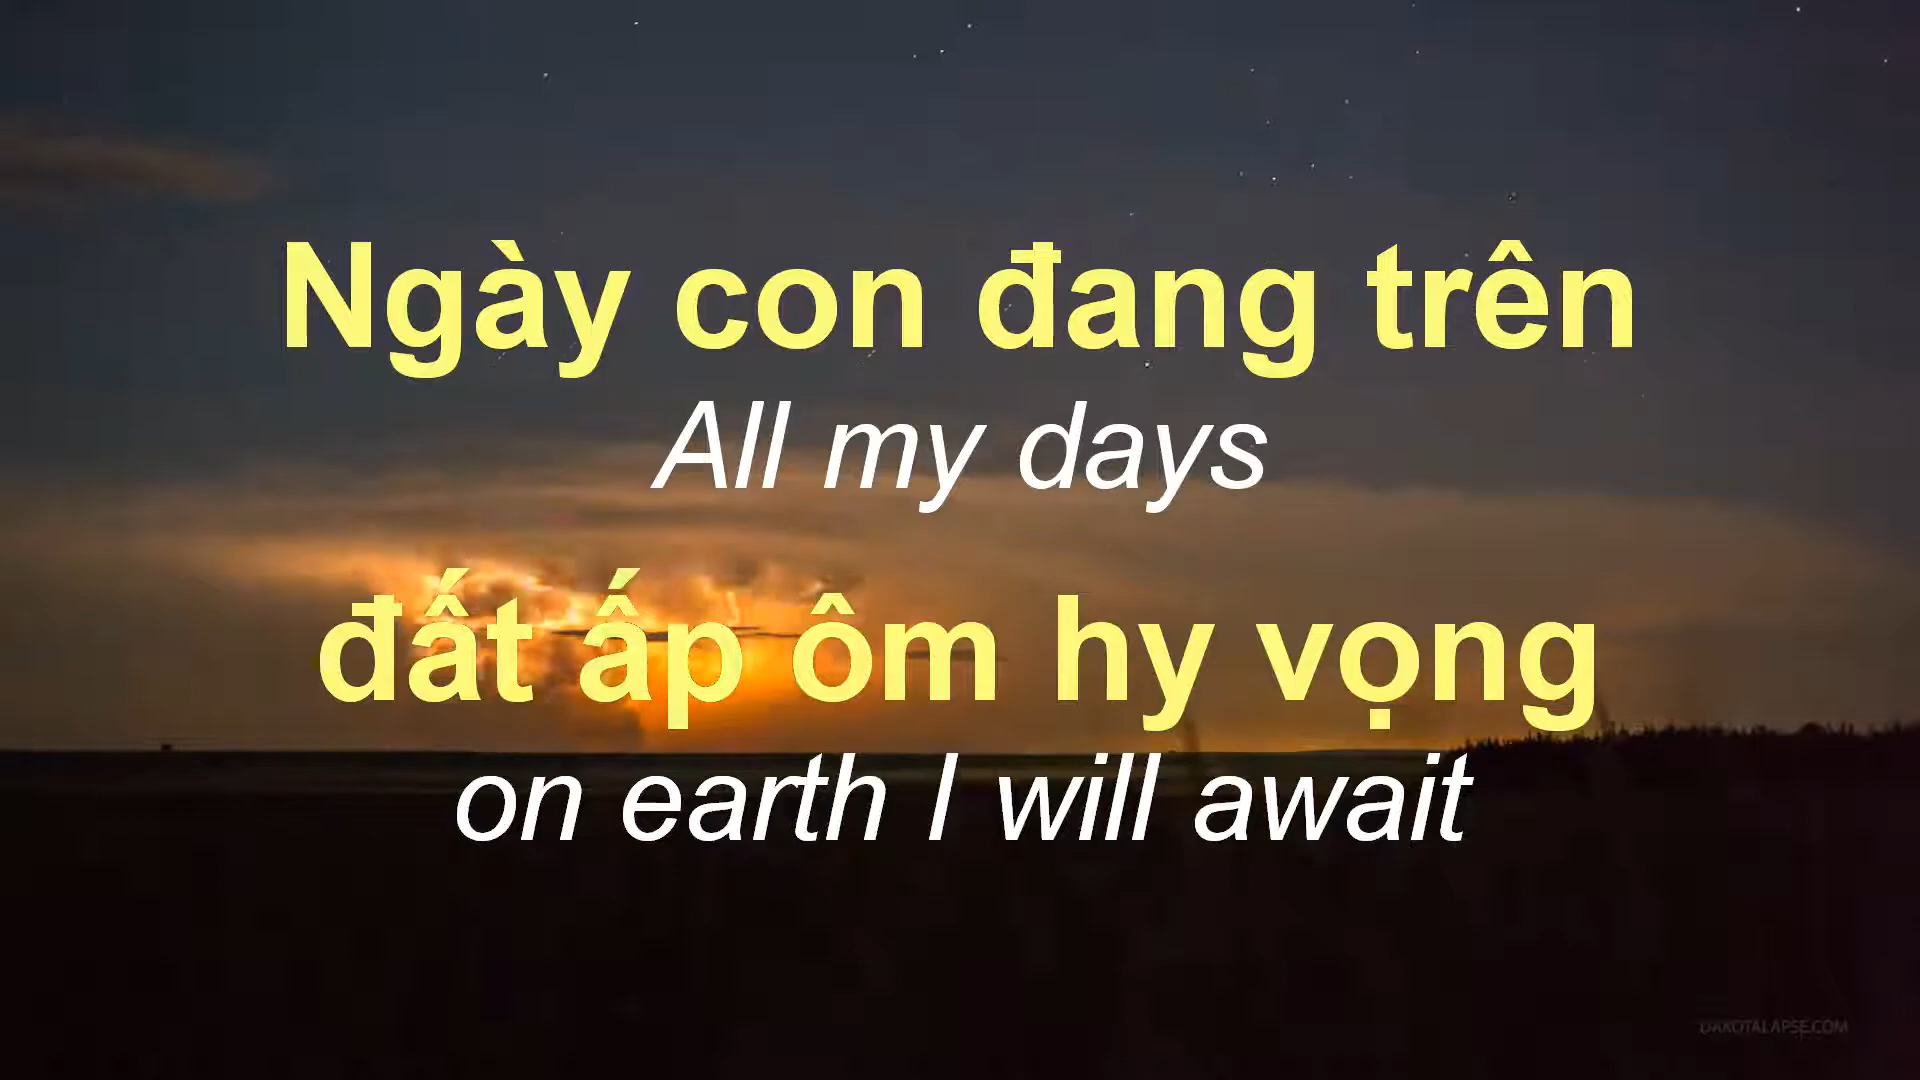 Ngày con đang trên
All my days
đất ấp ôm hy vọng
on earth I will await
DAKOTALAPSE.COM